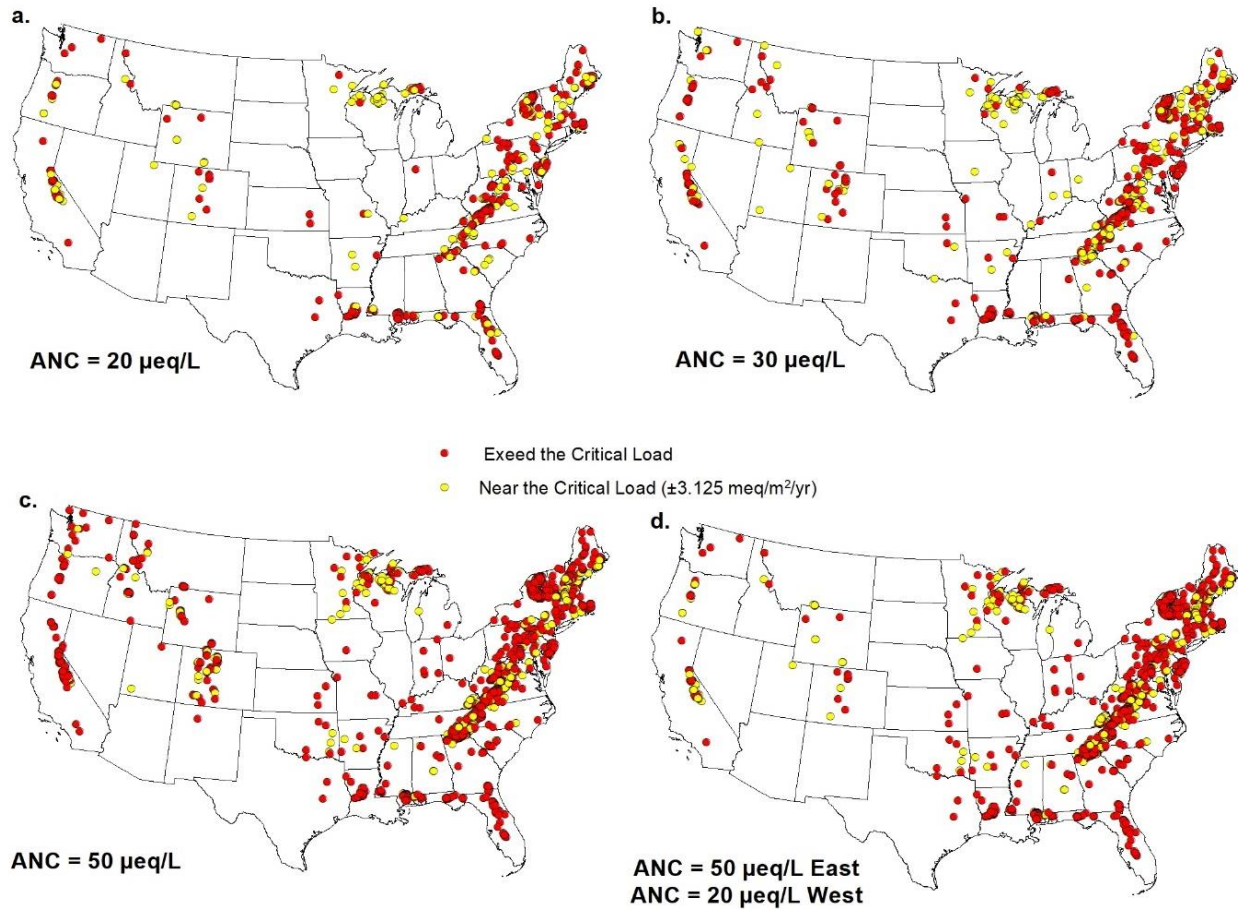 a.
b.
ANC = 20 µeq/L
ANC = 30 µeq/L
Exeed the Critical Load
Near the Critical Load (±3.125 meq/m²/yr)
c.
d.
ANC = 50 µeq/L
ANC = 50 µeq/L East
ANC = 20 µeq/L West